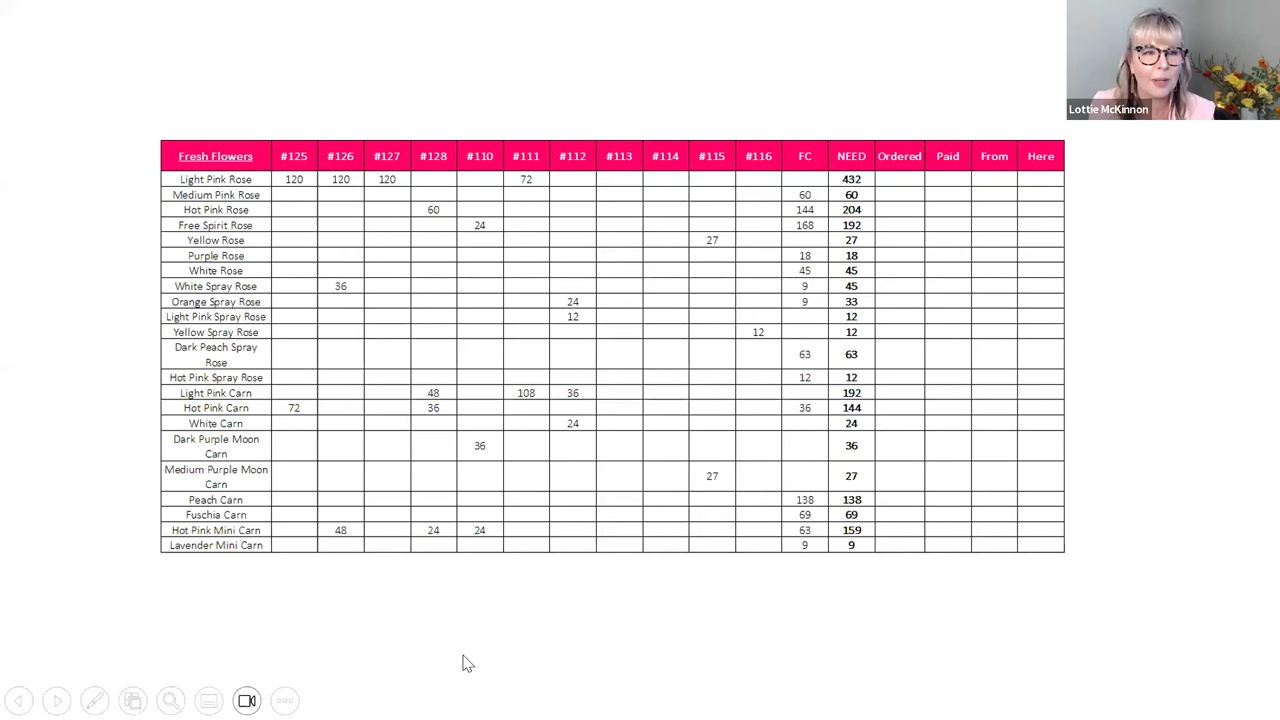 Lottie McKinnon
Fresh Flowers #125 #126 #127 #128 #110 #111 #112 #113 #114 #115 #116 FC NEED Ordered Paid From Here
Light Pink Rose 120 120 120 72 432
Medium Pink Rose 60 60
Hot Pink Rose 60 144 204
Free Spirit Rose 24 168 192
Yellow Rose 27 27
Purple Rose 18 18
White Rose 45 45
White Spray Rose 36 9 45
Orange Spray Rose 24 9 33
Light Pink Spray Rose 12 12
Yellow Spray Rose 12 12
Dark Peach Spray
Rose 63 63
Hot Pink Spray Rose 12 12
Light Pink Carn 48 108 36 192
Hot Pink Carn 72 36 36 144
White Carn 24 24
Dark Purple Moon
Carn 36 36
Medium Purple Moon
Carn 27 27
Peach Carn 138 138
Fuschia Carn 69 69
Hot Pink Mini Carn 48 24 24 63 159
Lavender Mini Carn 9 9